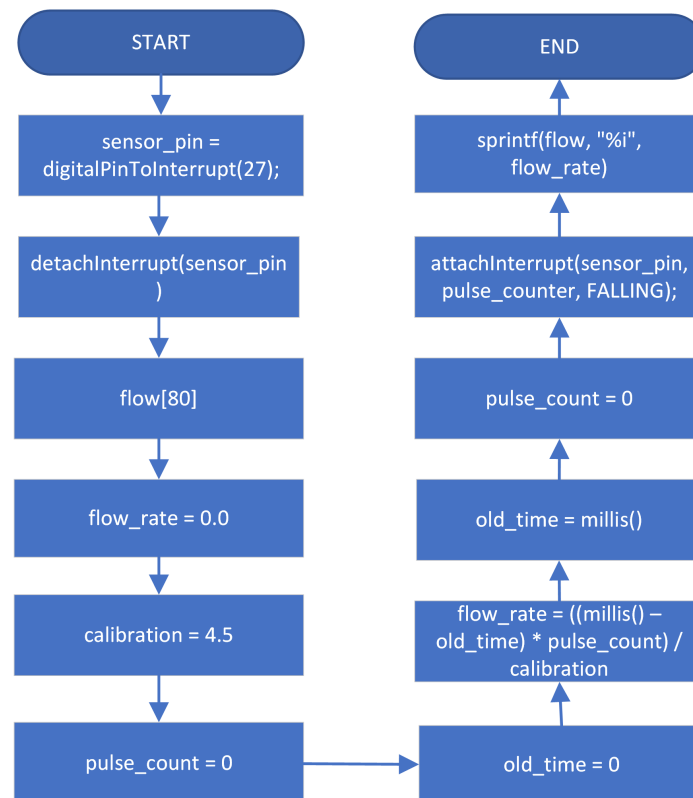 START
sensor_pin =
digitalPinToInterrupt(27);
detachInterrupt(sensor_pin
)
flow[80]
flow_rate = 0.0
calibration = 4.5
pulse_count = 0
old_time = 0
flow_rate = ((millis() –
old_time) * pulse_count) /
calibration
old_time = millis()
pulse_count = 0
attachInterrupt(sensor_pin,
pulse_counter, FALLING);
sprintf(flow, "%i",
flow_rate)
END